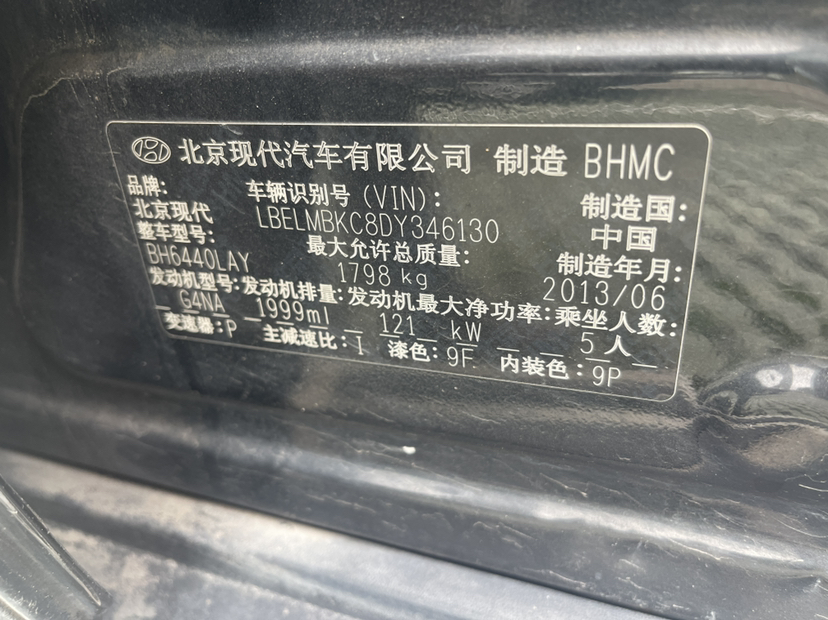 北京现代汽车有限公司 制造 BHMC
品牌: 车辆识别号 (VIN): 制造国:
北京现代 LBELMBKC8DY346130 中国
整车型号: 最大允许总质量: 制造年月:
BH6440LAY 1798 kg 2013/06
发动机型号: 发动机排量: 发动机最大净功率: 乘坐人数:
G4NA 1999ml 121 kW 5 人
变速器: P 主减速比: I 漆色: 9F 内装色: 9P